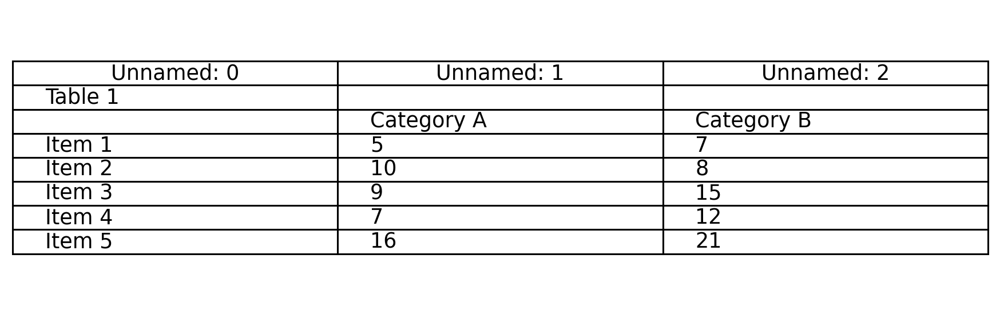 Unnamed: 0 Unnamed: 1 Unnamed: 2
Table 1
Category A Category B
Item 1 5 7
Item 2 10 8
Item 3 9 15
Item 4 7 12
Item 5 16 21